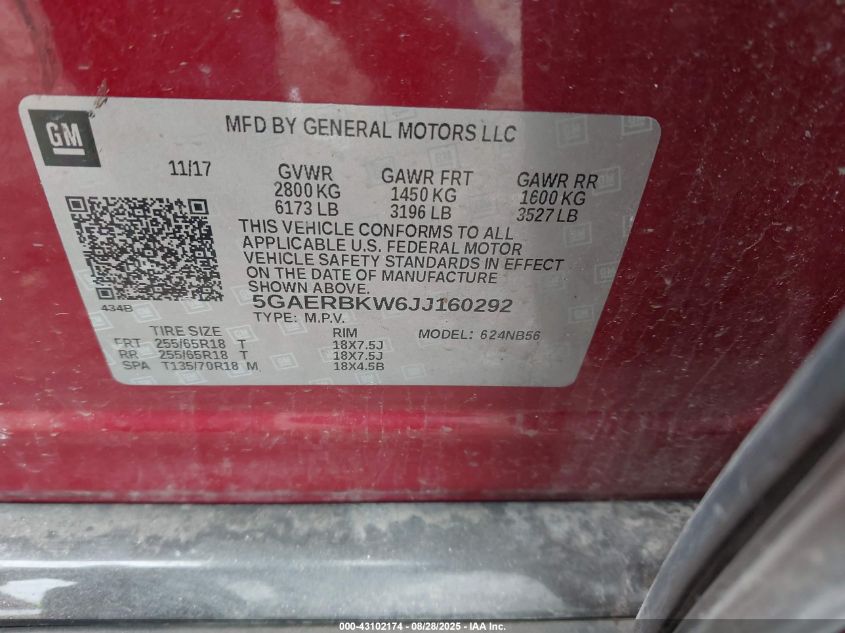 GM
MFD BY GENERAL MOTORS LLC
11/17 GVWR GAWR FRT GAWR RR
2800 KG 1450 KG 1600 KG
6173 LB 3196 LB 3527 LB
THIS VEHICLE CONFORMS TO ALL
APPLICABLE U.S. FEDERAL MOTOR
VEHICLE SAFETY STANDARDS IN EFFECT
ON THE DATE OF MANUFACTURE
SHOWN ABOVE.
434B 5GAERBKW6JJ160292
TYPE: M.P.V. MODEL: 624NB56
TIRE SIZE RIM
FRT 255/65R18 T 18X7.5J
RR 255/65R18 T 18X7.5J
SPA T135/70R18 M 18X4.5B
000-43102174 | 08/28/2025 - IAA Inc.